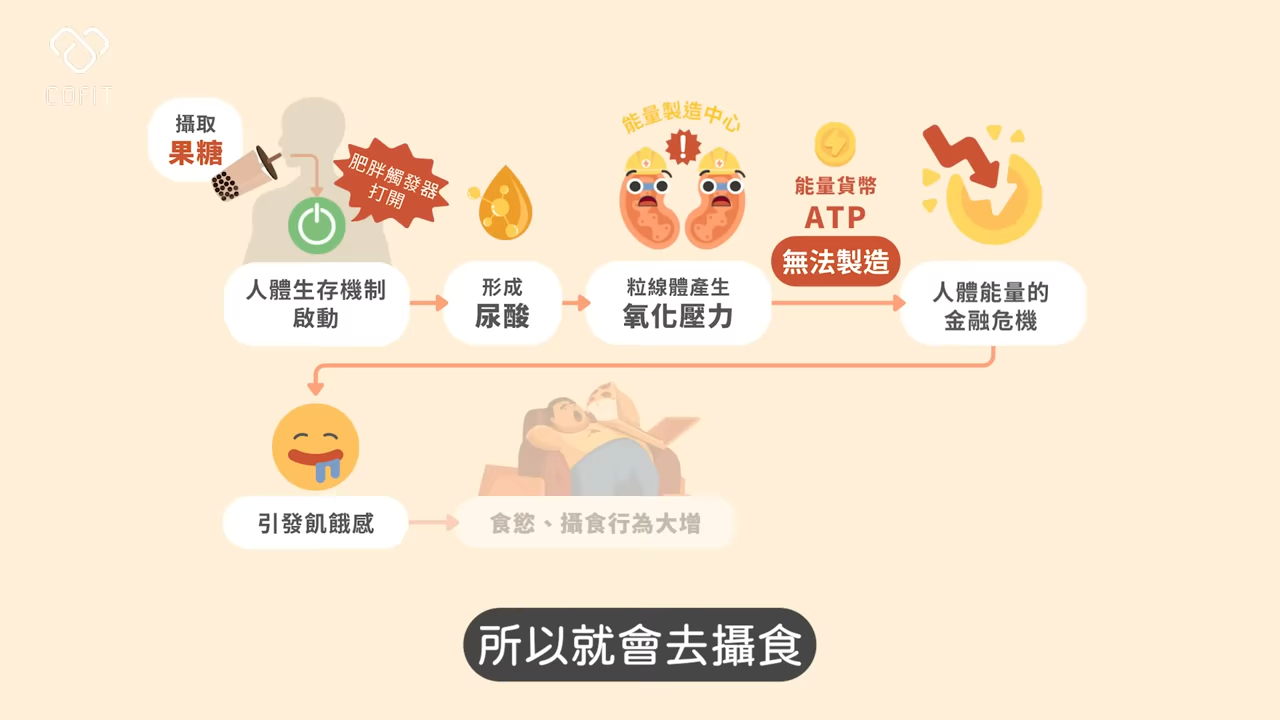 COFIT
攝取
果糖
肥胖觸發器
打開
能量製造中心
能量貨幣
ATP
無法製造
人體生存機制
啟動
形成
尿酸
粒線體產生
氧化壓力
人體能量的
金融危機
引發飢餓感
食慾、攝食行為大增
所以就會去攝食